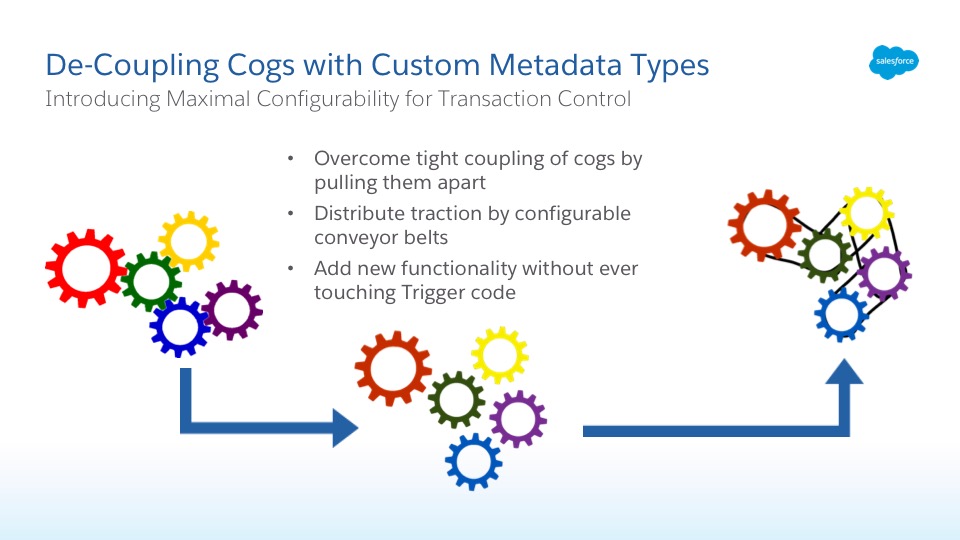 De-Coupling Cogs with Custom Metadata Types
salesforce
Introducing Maximal Configurability for Transaction Control
• Overcome tight coupling of cogs by
pulling them apart
• Distribute traction by configurable
conveyor belts
• Add new functionality without ever
touching Trigger code